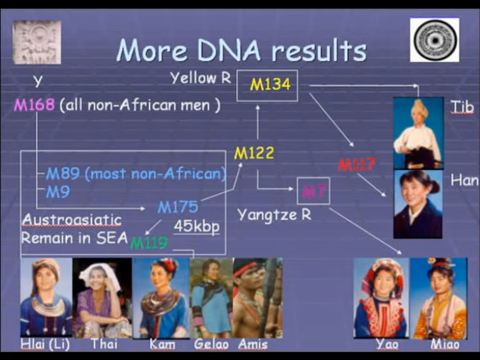 More DNA results
Y
Yellow R
M134
M168 (all non-African men )
Tib
M122
M117
M89 (most non-African)
M9
Han
M7
M175
Yangtze R
Austroasiatic
45kbp
Remain in SEA
M119
Hlai (Li)
Thai
Kam
Gelao
Amis
Yao
Miao